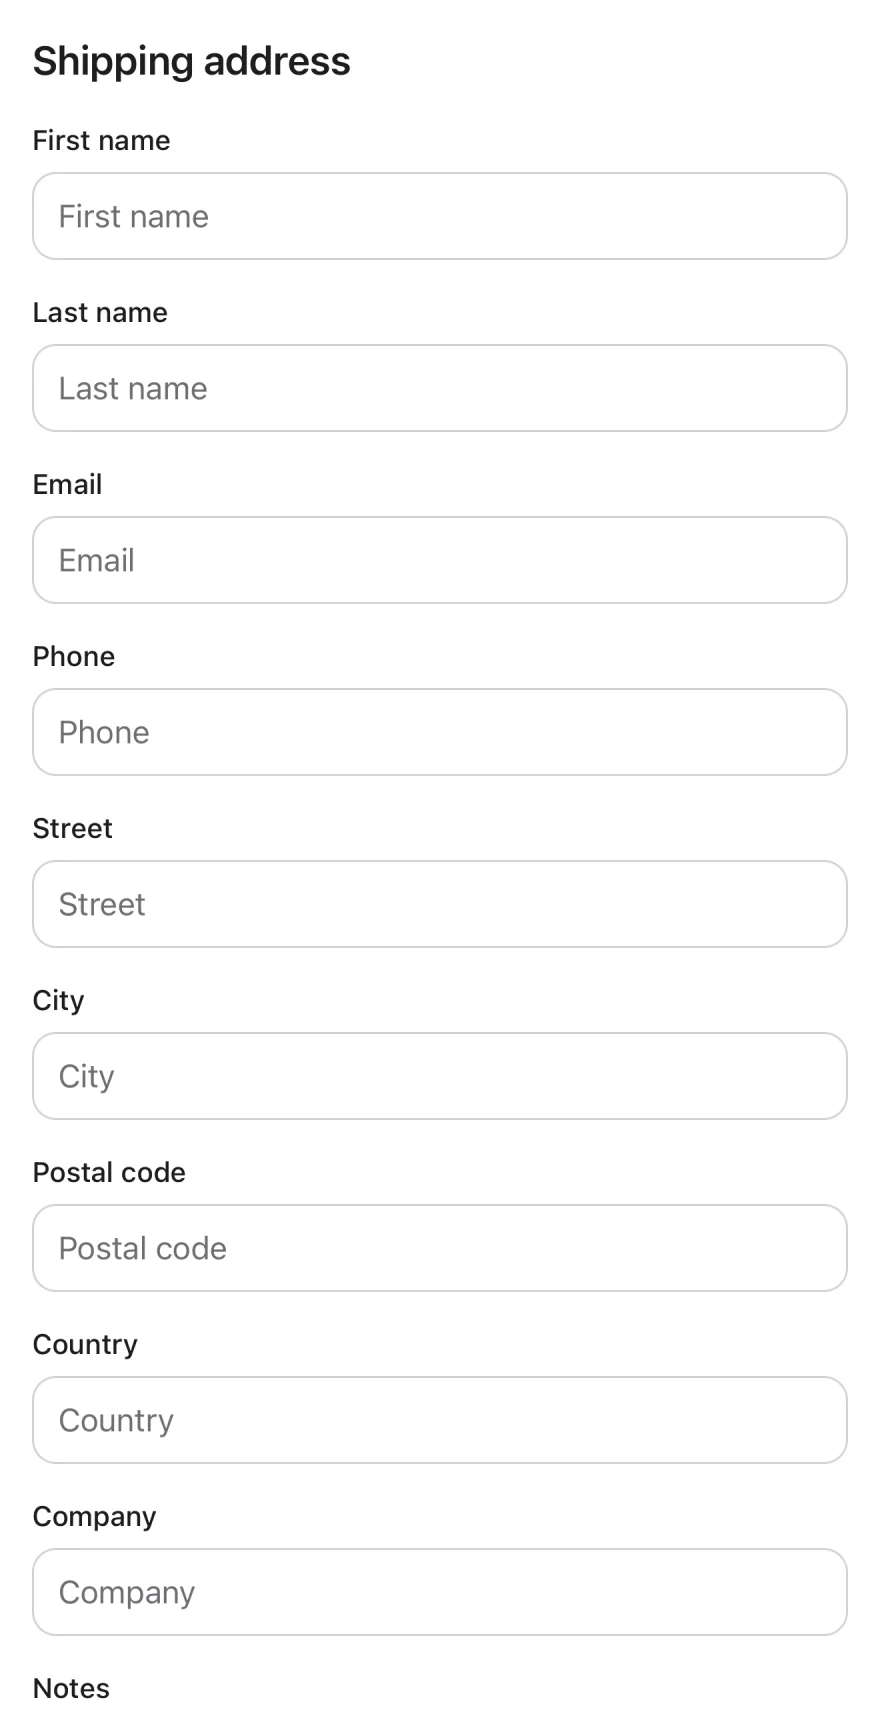 Shipping address
First name
First name
Last name
Last name
Email
Email
Phone
Phone
Street
Street
City
City
Postal code
Postal code
Country
Country
Company
Company
Notes